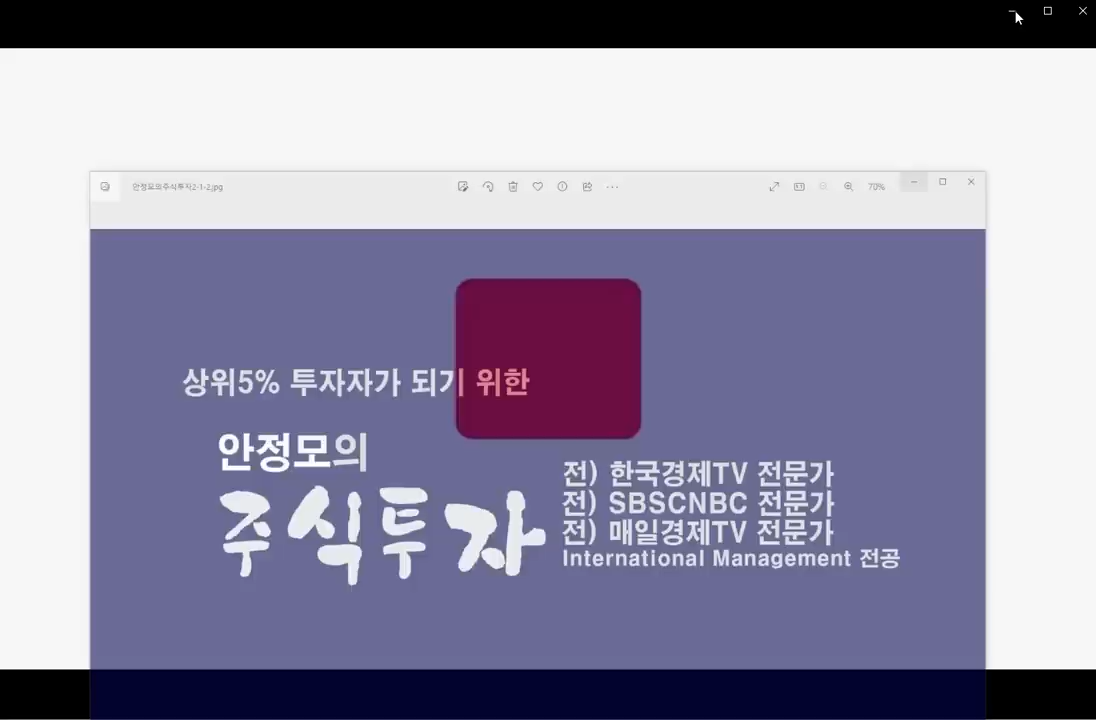 안정모의주식투자2-1-2.jpg
70%
상위5% 투자자가 되기 위한
안정모의
주식투자
전) 한국경제TV 전문가
전) SBSCNBC 전문가
전) 매일경제TV 전문가
International Management 전공